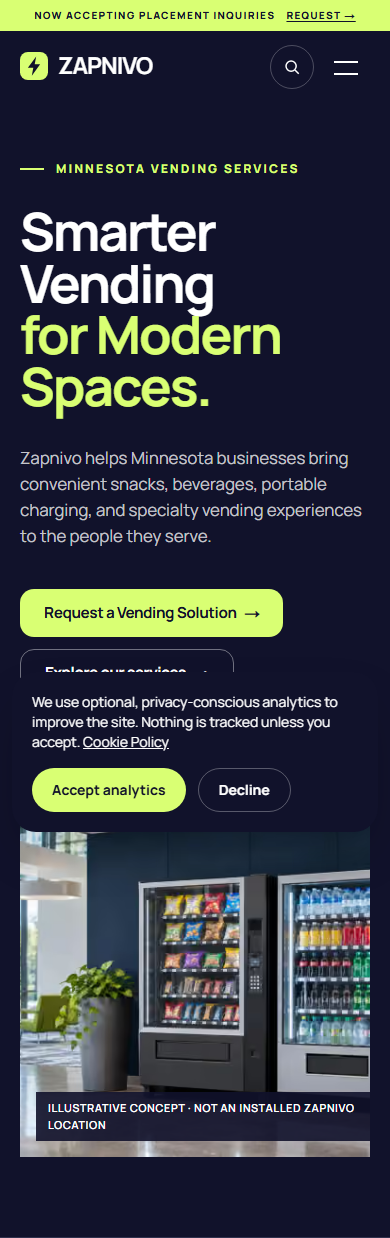 NOW ACCEPTING PLACEMENT INQUIRIES REQUEST →
ZAPNIVO
MINNESOTA VENDING SERVICES
Smarter
Vending
for Modern
Spaces.
Zapnivo helps Minnesota businesses bring
convenient snacks, beverages, portable
charging, and specialty vending experiences
to the people they serve.
Request a Vending Solution →
Explore our services
We use optional, privacy-conscious analytics to
improve the site. Nothing is tracked unless you
accept. Cookie Policy
Accept analytics
Decline
ILLUSTRATIVE CONCEPT · NOT AN INSTALLED ZAPNIVO
LOCATION